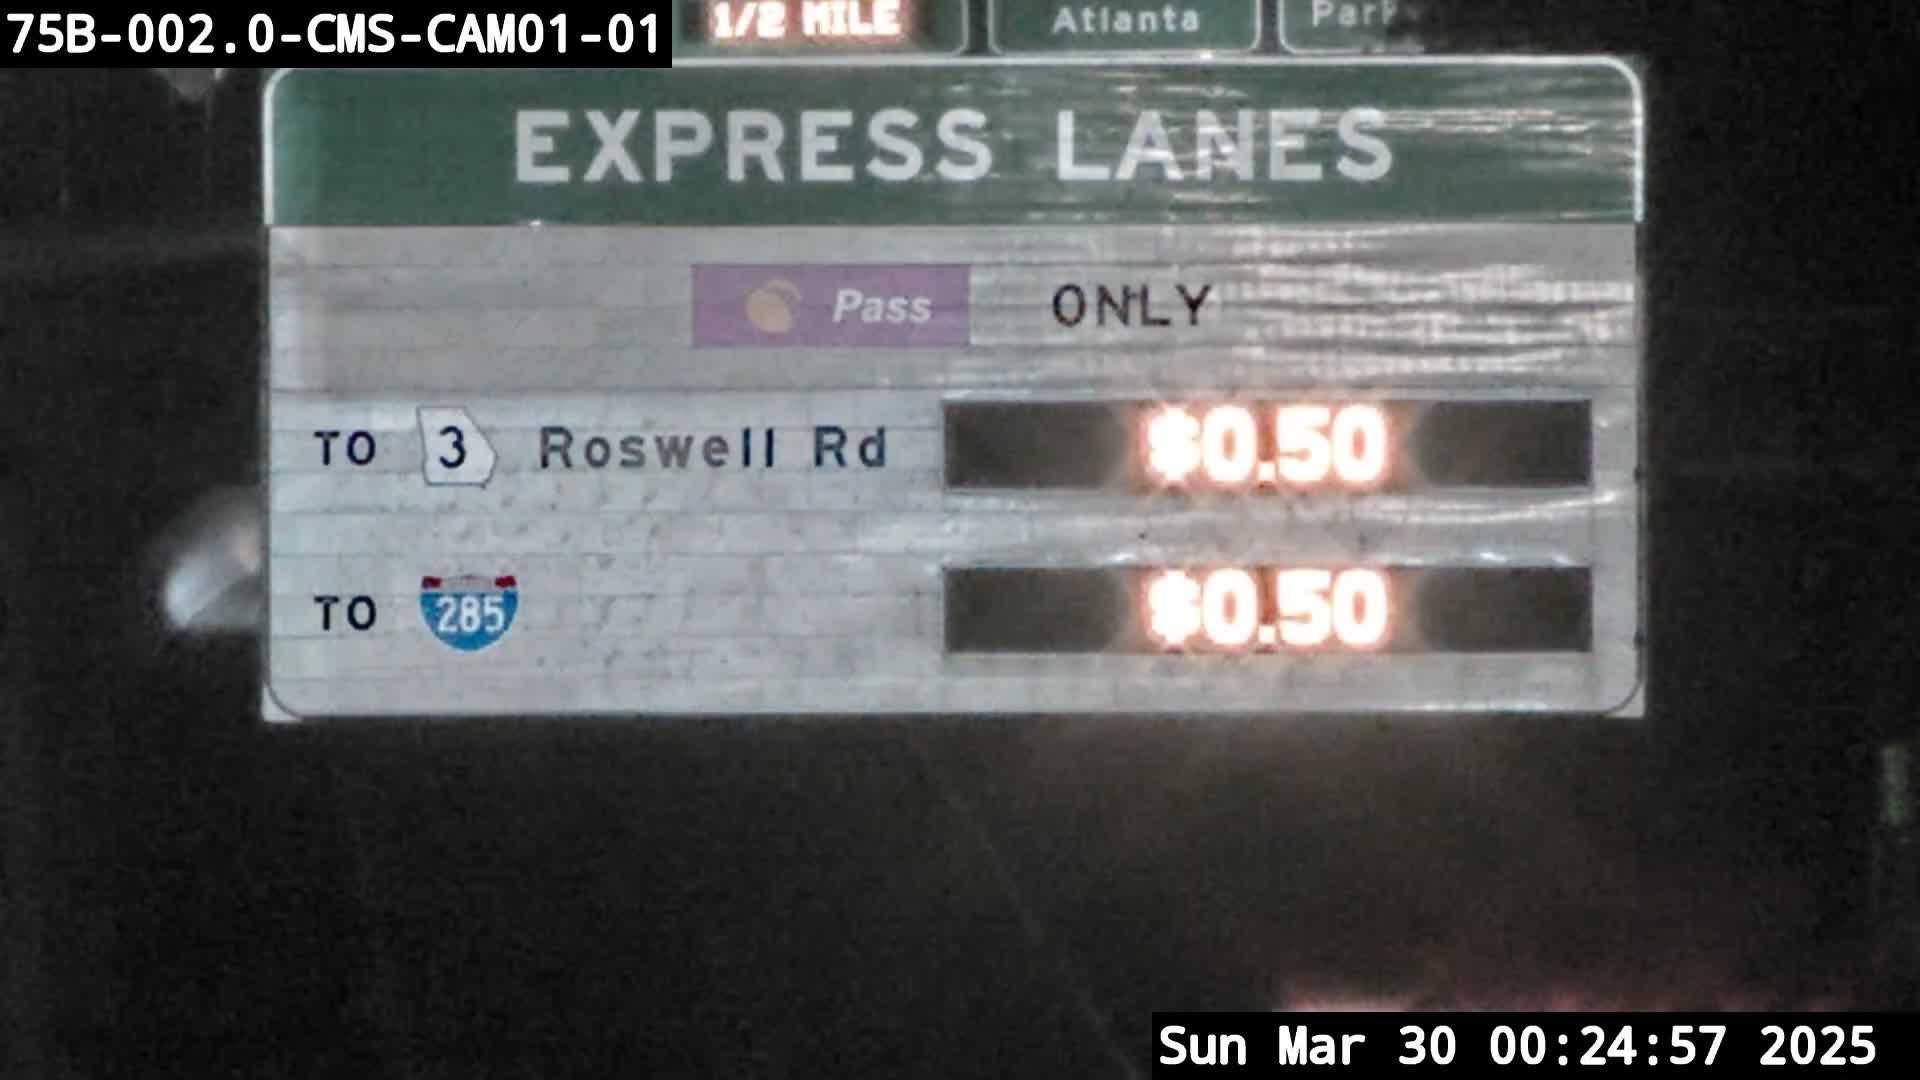 75B-002.0-CMS-CAM01-01
1/2 MILE
Atlanta
Park
EXPRESS LANES
Pass ONLY
TO 3 Roswell Rd $0.50
TO 285 $0.50
Sun Mar 30 00:24:57 2025